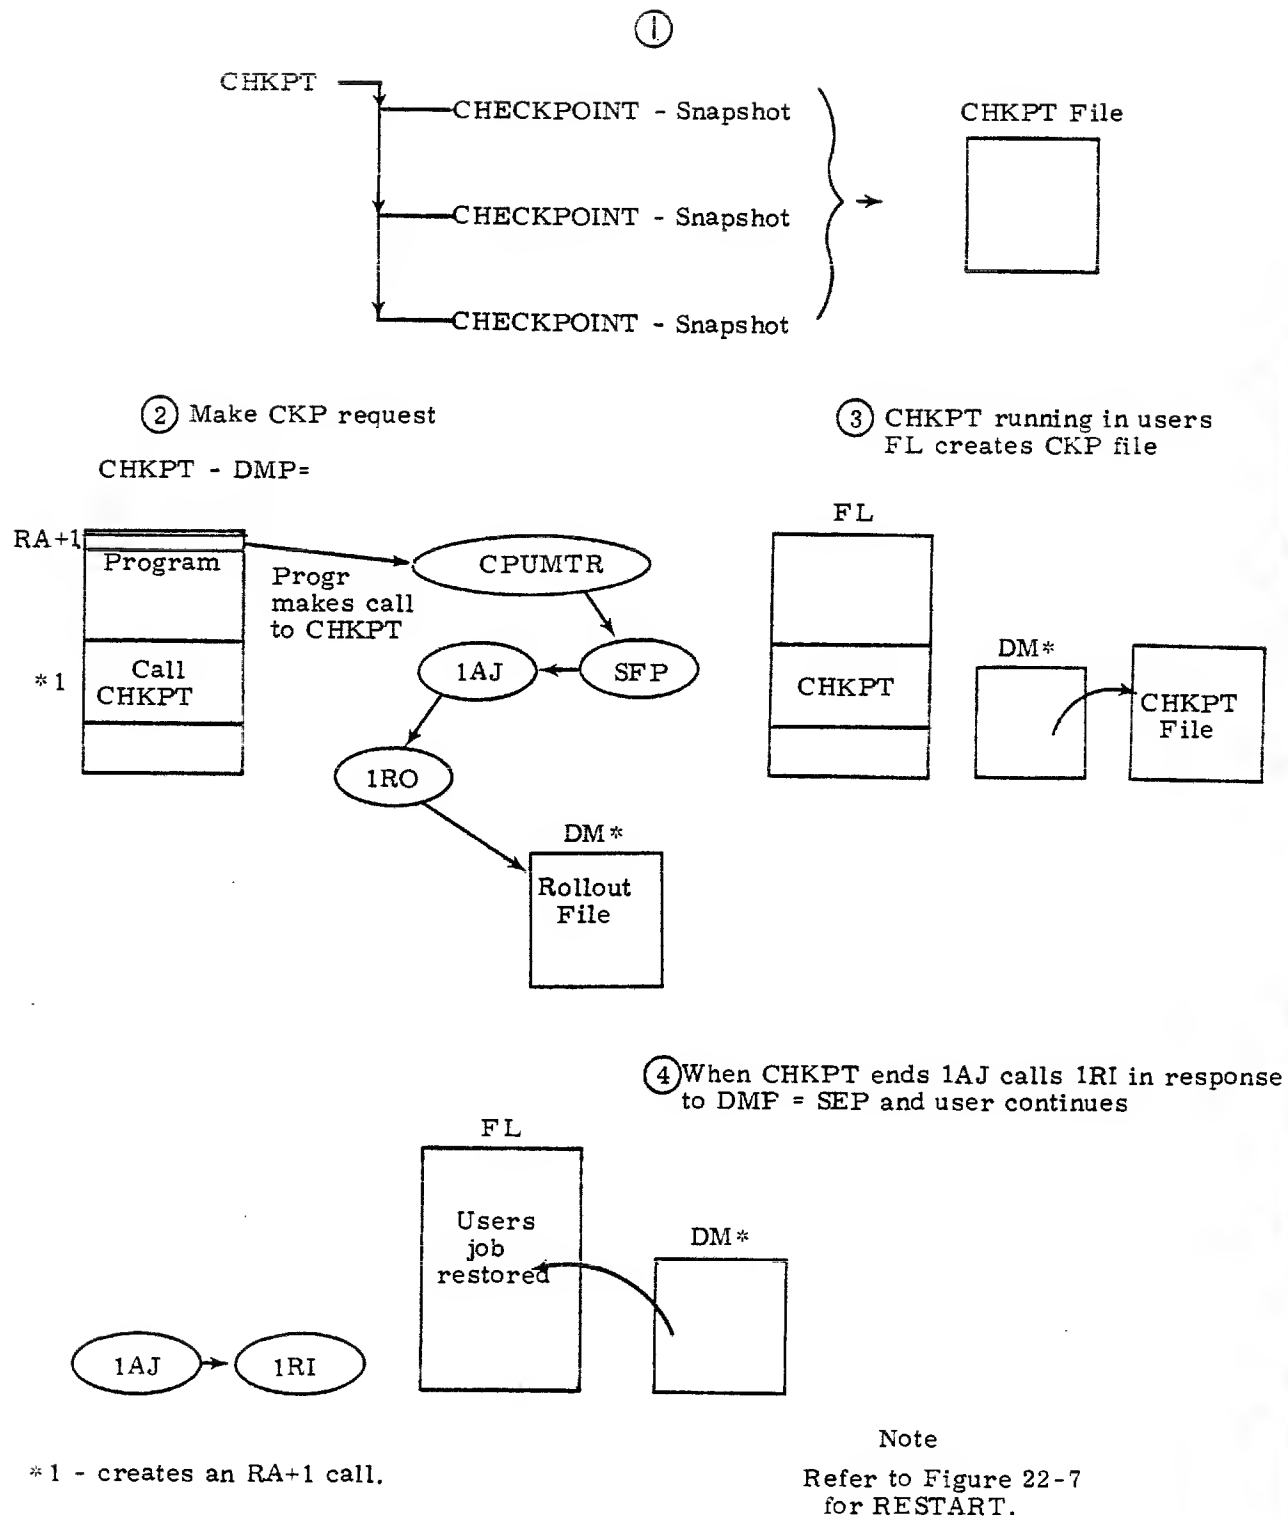 ①
CHKPT
CHECKPOINT - Snapshot
CHECKPOINT - Snapshot
CHECKPOINT - Snapshot
CHKPT File
② Make CKP request
CHKPT - DMP=
RA+1
Program
Progr
makes call
to CHKPT
*1
Call
CHKPT
CPUMTR
SFP
1AJ
1RO
DM*
Rollout
File
③ CHKPT running in users
FL creates CKP file
FL
CHKPT
DM*
CHKPT
File
④ When CHKPT ends 1AJ calls 1RI in response
to DMP = SEP and user continues
FL
Users
job
restored
DM*
1AJ
1RI
*1 - creates an RA+1 call.
Note
Refer to Figure 22-7
for RESTART.